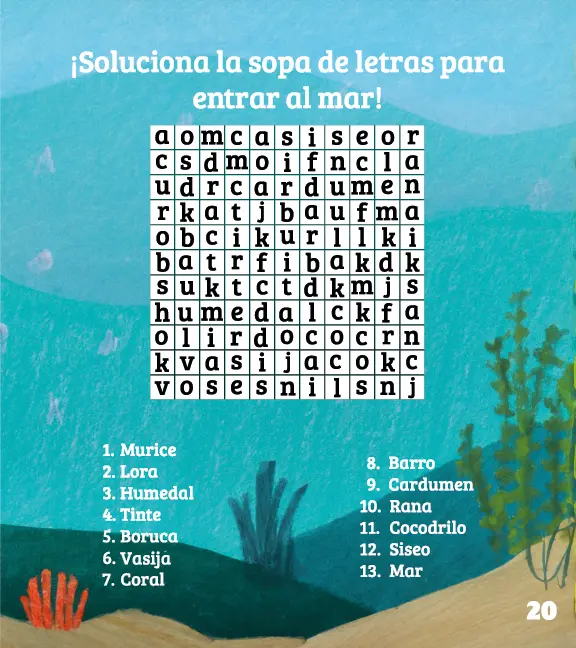 ¡Soluciona la sopa de letras para
entrar al mar!
a o m c a s i s e o r
c s d m o i f n c l a
u d r c a r d u m e n
r k a t j b a u f m a
o b c i k u r l l k i
b a t r f i b a k d k
s u k t c t d k m j s
h u m e d a l c k f a
o l i r d o c o c r n
k v a s i j a c o k c
v o s e s n i l s n j
1. Murice
2. Lora
3. Humedal
4. Tinte
5. Boruca
6. Vasija
7. Coral
8. Barro
9. Cardumen
10. Rana
11. Cocodrilo
12. Siseo
13. Mar
20